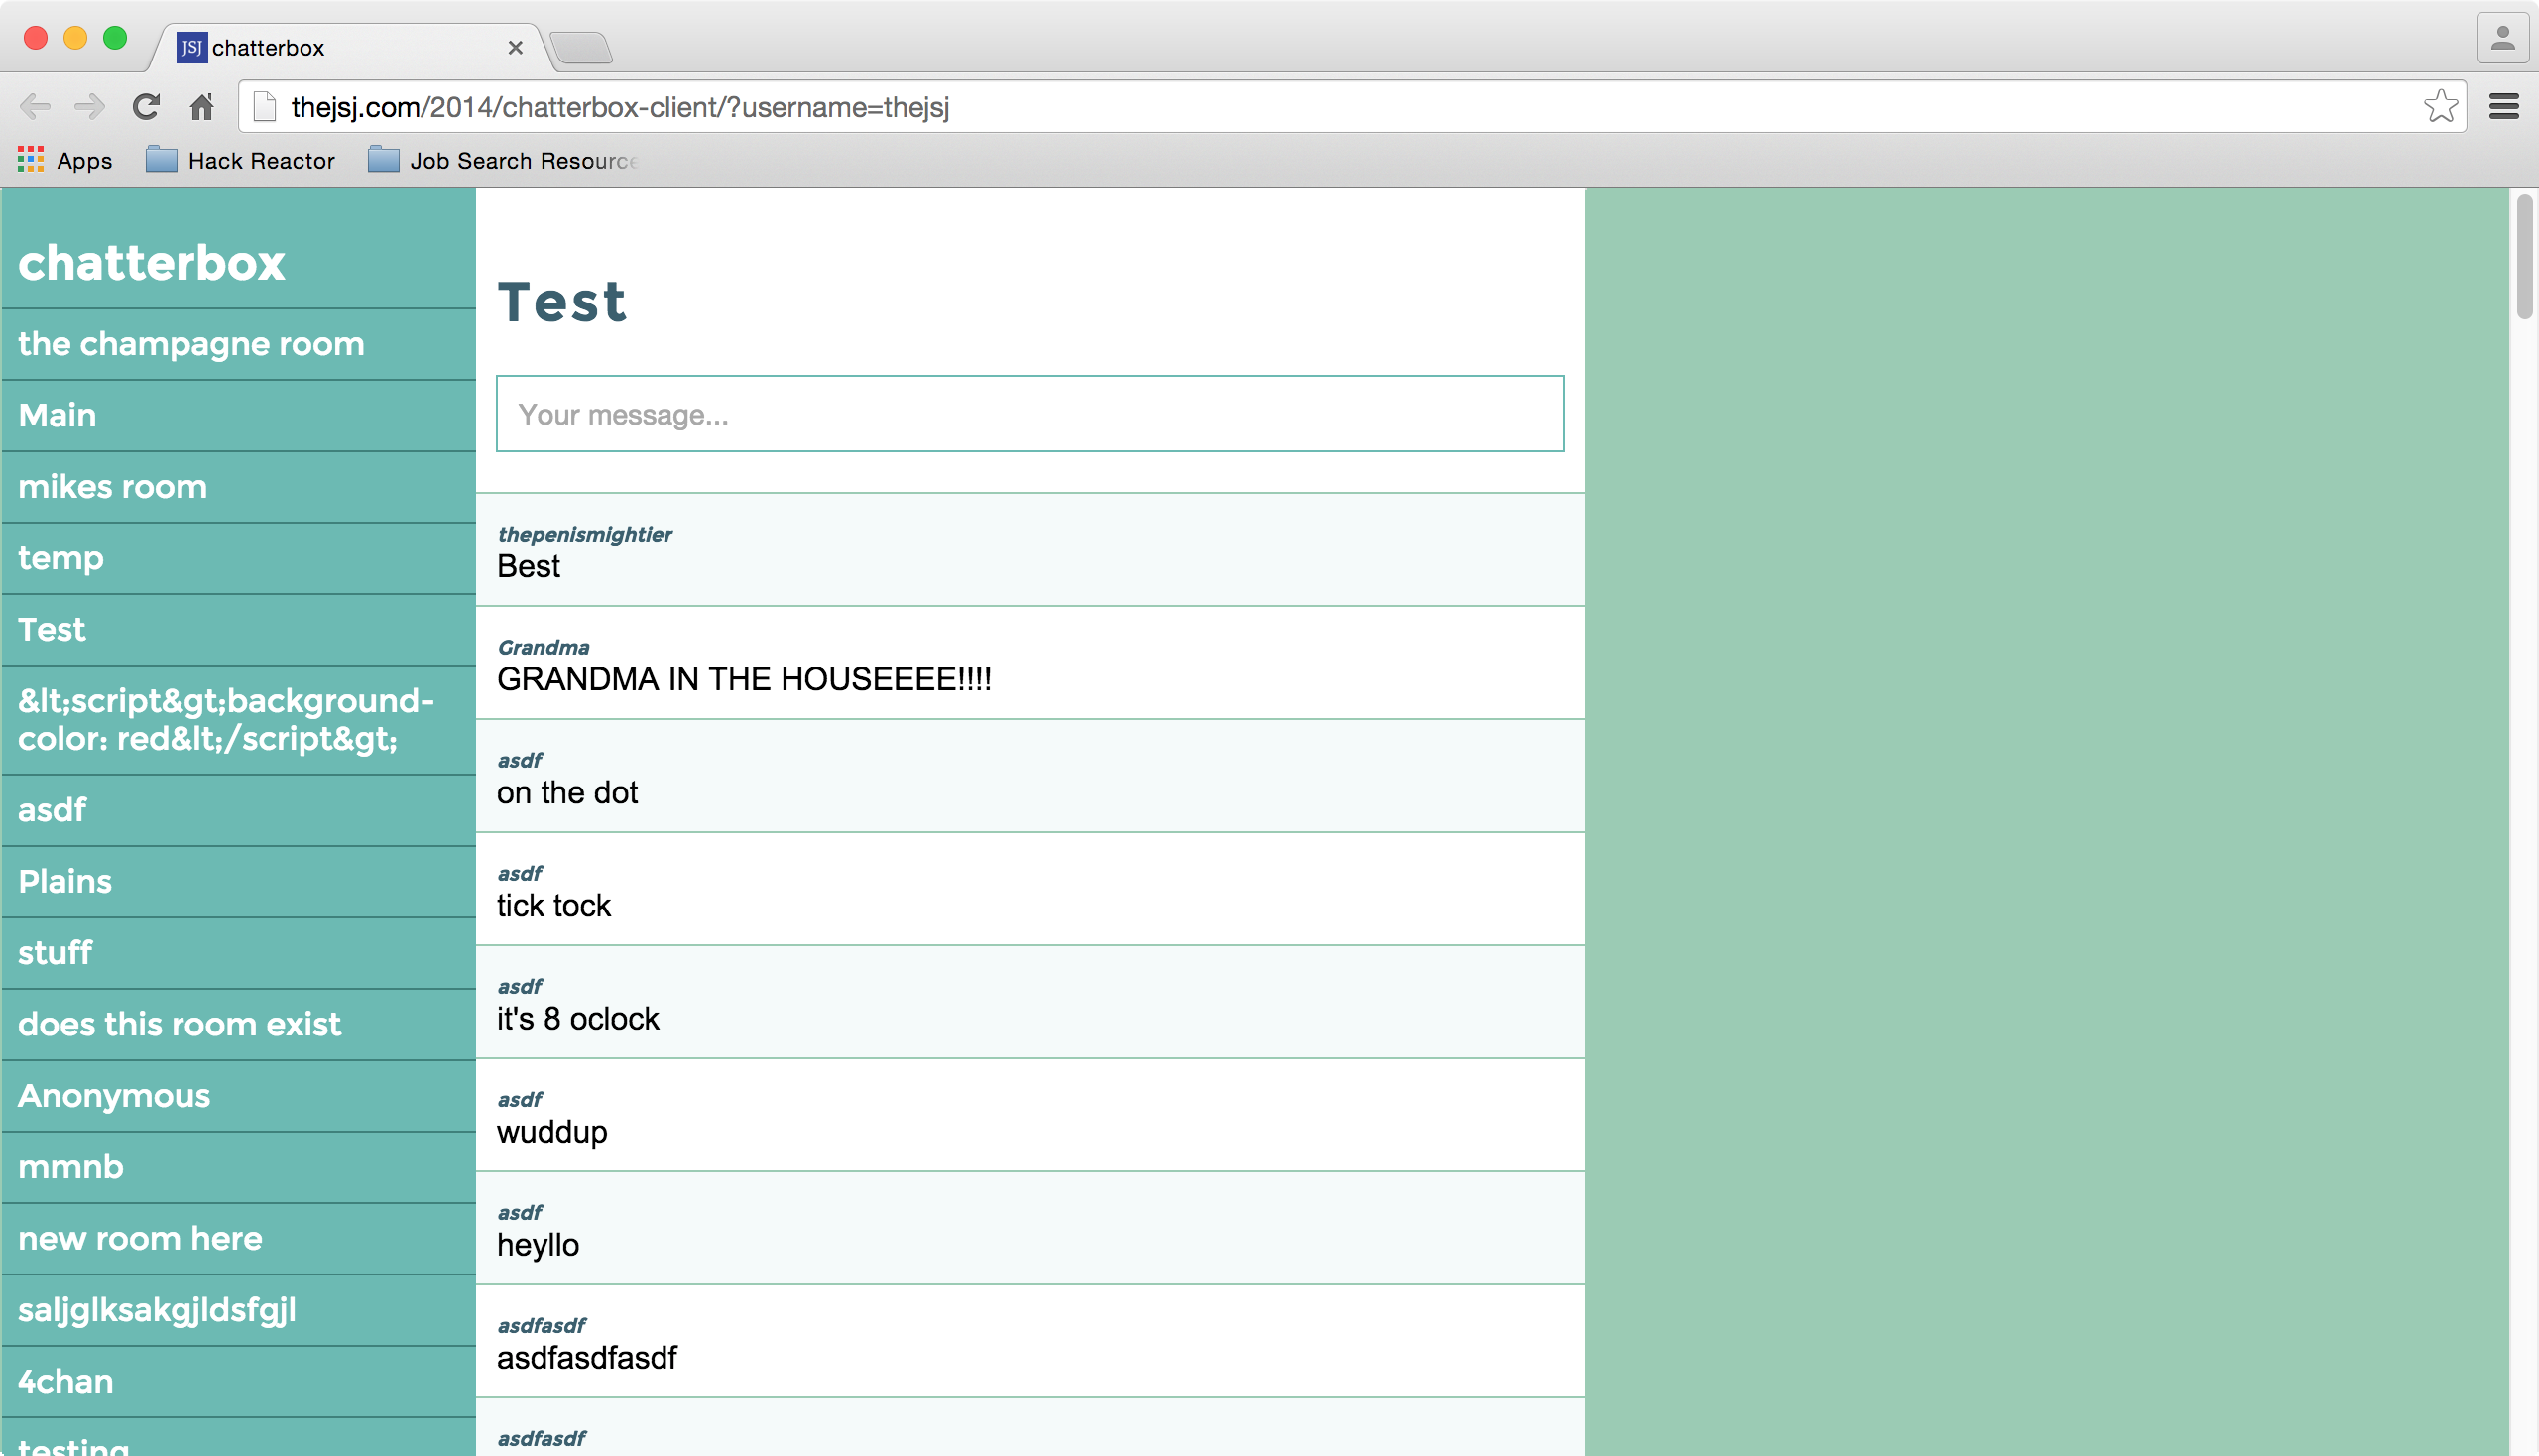 JSJ chatterbox
thejsj.com/2014/chatterbox-client/?username=thejsj
Apps Hack Reactor Job Search Resource
chatterbox
the champagne room
Main
mikes room
temp
Test
&lt;script&gt;background-
color: red&lt;/script&gt;
asdf
Plains
stuff
does this room exist
Anonymous
mmnb
new room here
saljglksakgjldsfgjl
4chan
testing
Test
Your message...
thepenismightier
Best
Grandma
GRANDMA IN THE HOUSEEEE!!!!
asdf
on the dot
asdf
tick tock
asdf
it's 8 oclock
asdf
wuddup
asdf
heyllo
asdfasdf
asdfasdfasdf
asdfasdf